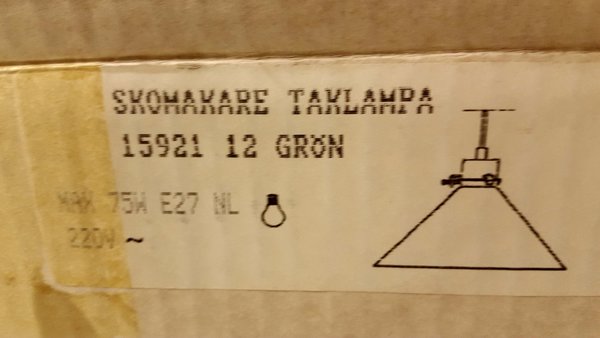 SKOMAKARE TAKLAMPA
15921 12 GRÖN
MAX 75W E27 NL
220V ~